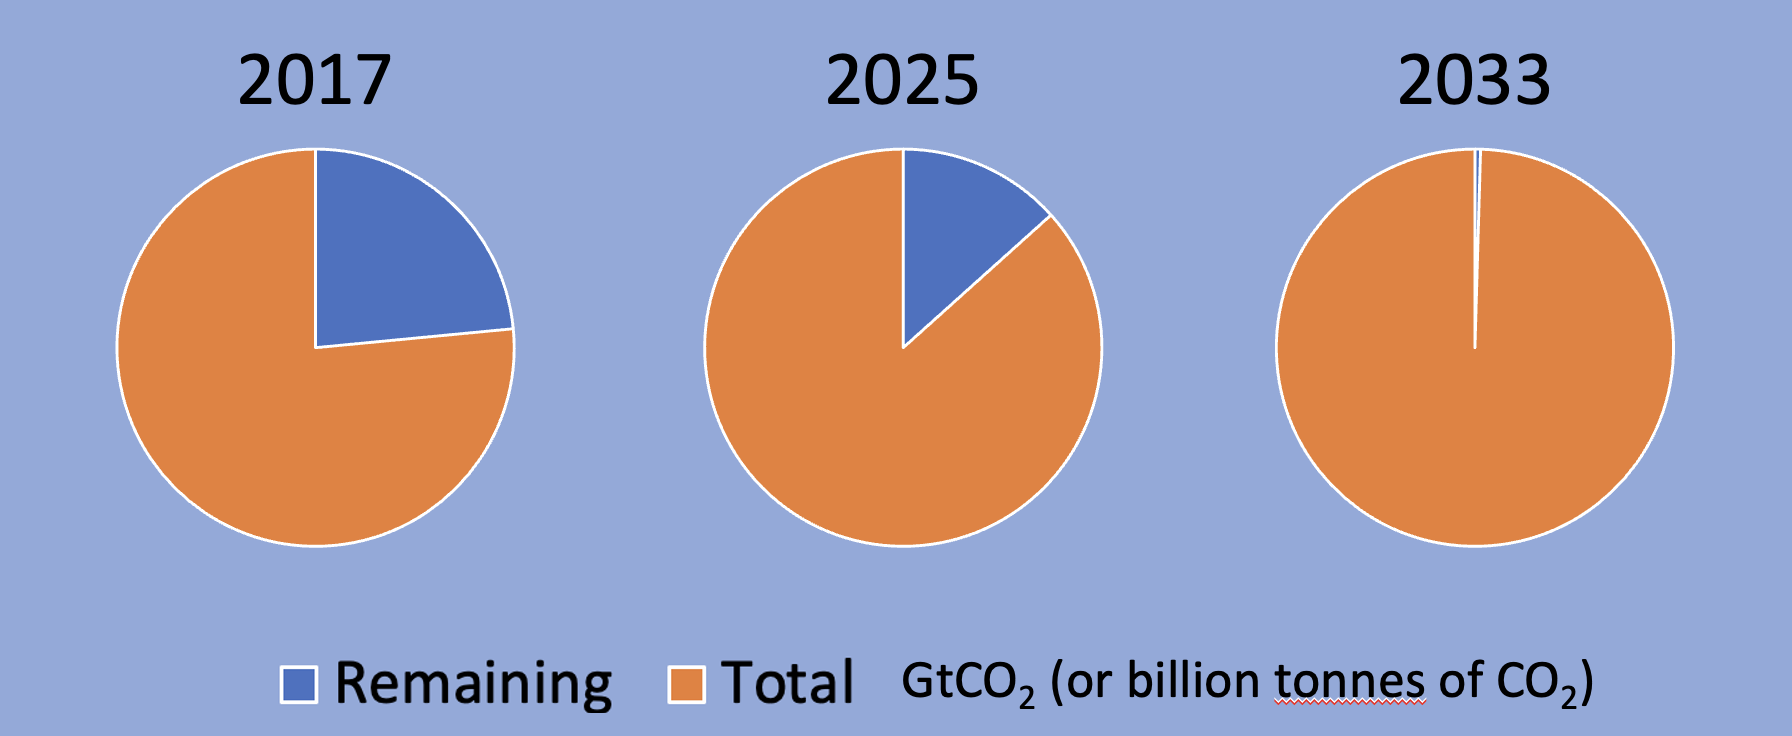 2017 2025 2033
Remaining Total GtCO₂ (or billion tonnes of CO₂)